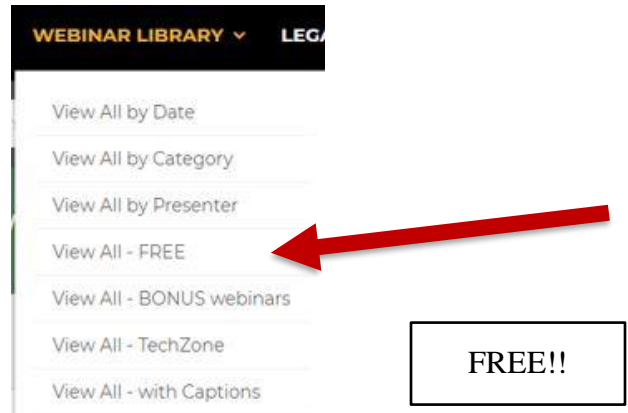 WEBINAR LIBRARY
View All by Date
View All by Category
View All by Presenter
View All - FREE
View All - BONUS webinars
View All - TechZone
View All - with Captions
FREE!!